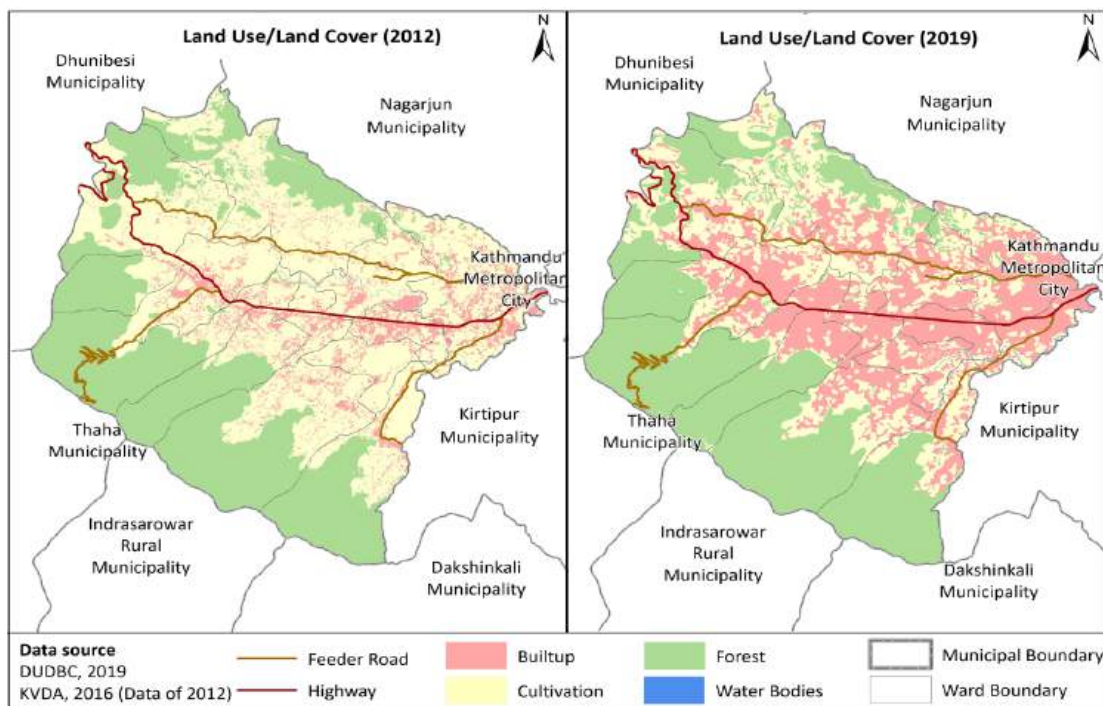 Land Use/Land Cover (2012)
N
Dhunibesi
Municipality
Nagarjun
Municipality
Kathmandu
Metropolitan
City
Kirtipur
Municipality
Thaha
Municipality
Indrasarowar
Rural
Municipality
Dakshinkali
Municipality
Land Use/Land Cover (2019)
N
Dhunibesi
Municipality
Nagarjun
Municipality
Kathmandu
Metropolitan
City
Kirtipur
Municipality
Thaha
Municipality
Indrasarowar
Rural
Municipality
Dakshinkali
Municipality
Data source
DUDBC, 2019
KVDA, 2016 (Data of 2012)
Feeder Road
Highway
Builtup
Cultivation
Forest
Water Bodies
Municipal Boundary
Ward Boundary